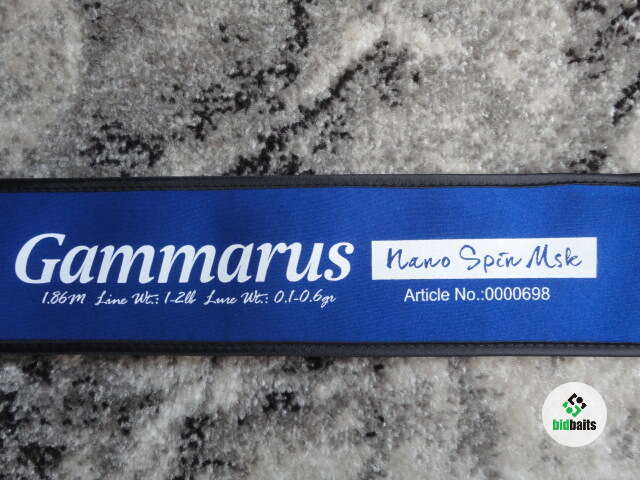 Gammarus
Nano Spin Msk
1.86M Line Wt.: 1-2lb Lure Wt.: 0.1-0.6gr
Article No.:0000698
bidbaits